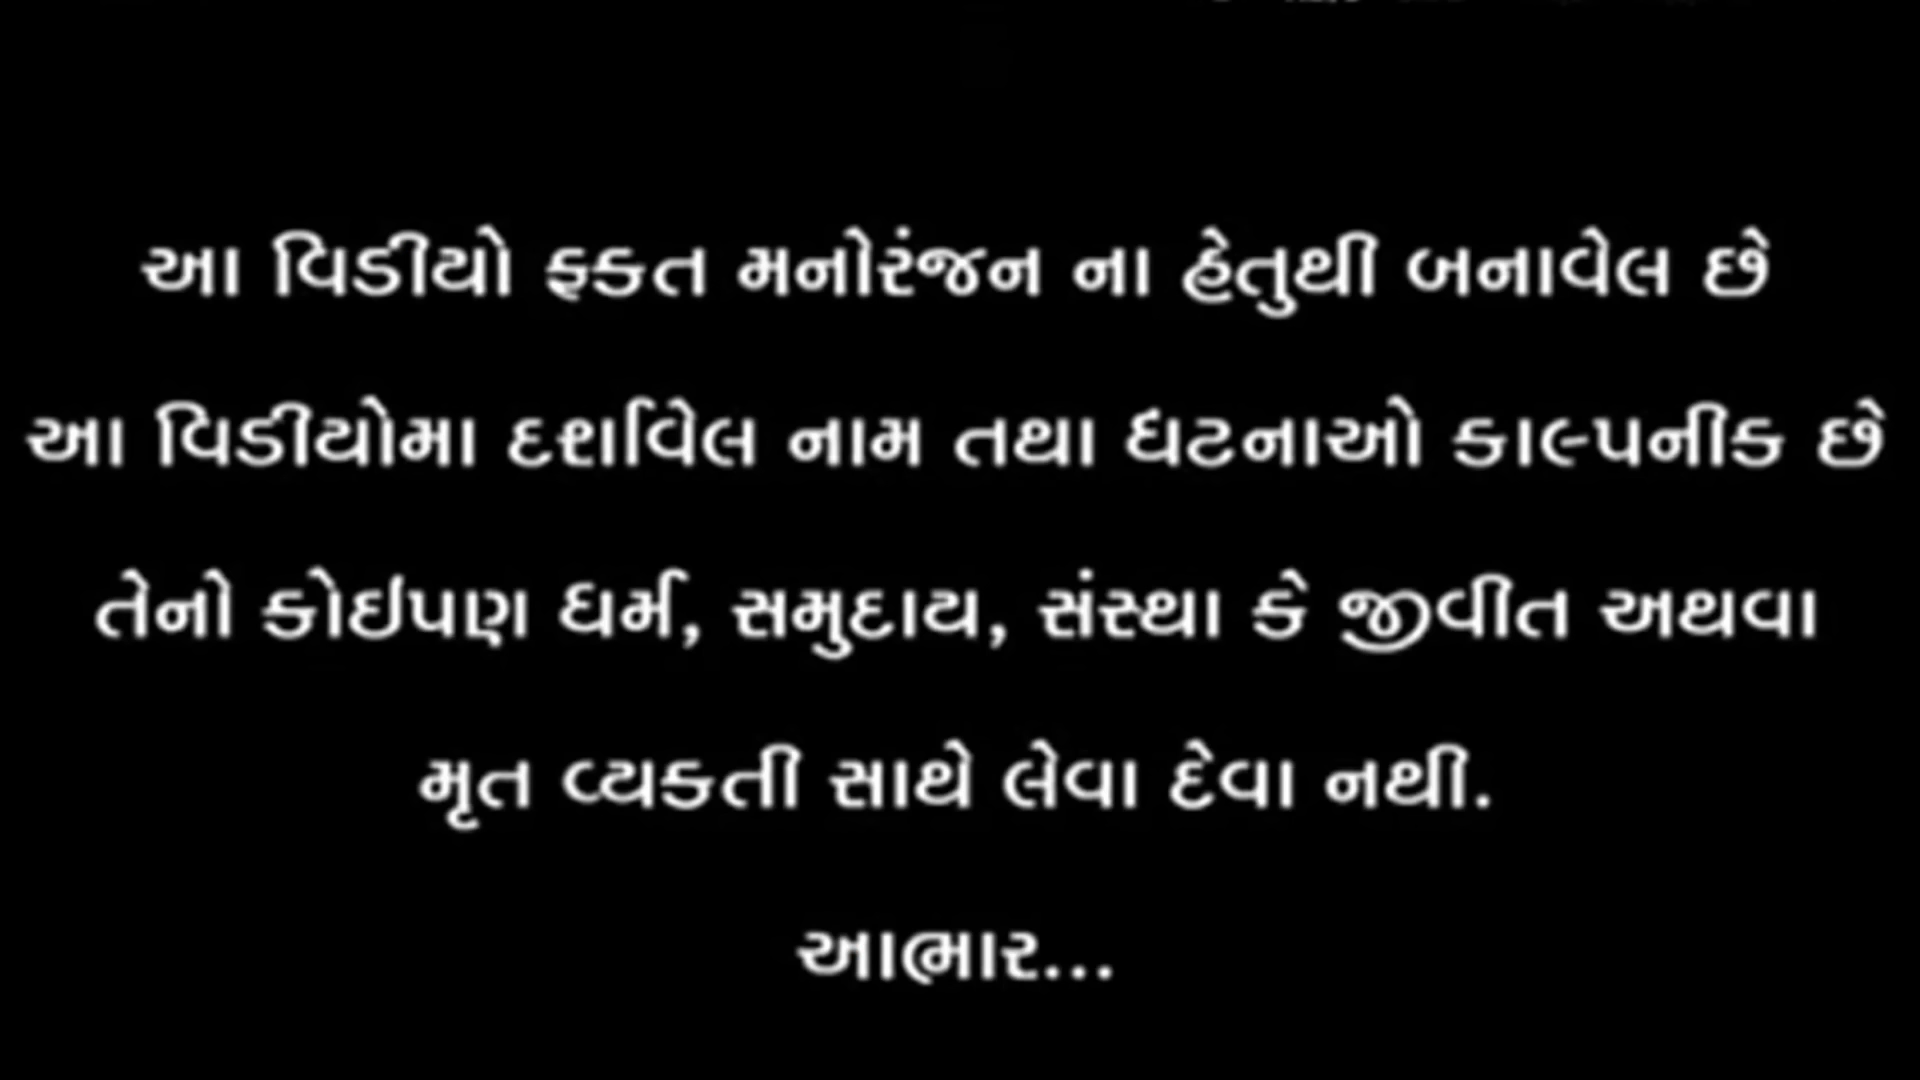 આ વિડીયો ફકત મનોરંજન ના હેતુથી બનાવેલ છે
આ વિડીયોમા દર્શાવેલ નામ તથા ઘટનાઓ કાલ્પનીક છે
તેનો કોઇપણ ધર્મ, સમુદાય, સંસ્થા કે જીવીત અથવા
મૃત વ્યકતી સાથે લેવા દેવા નથી.
આભાર...